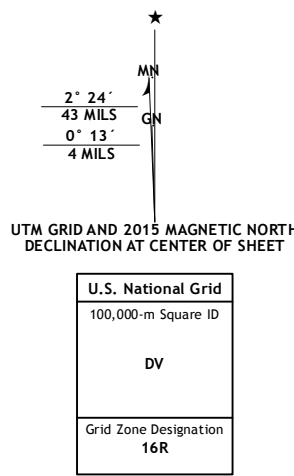 ★
MN
2° 24´
43 MILS
GN
0° 13´
4 MILS
UTM GRID AND 2015 MAGNETIC NORTH
DECLINATION AT CENTER OF SHEET
U.S. National Grid
100,000-m Square ID
DV
Grid Zone Designation
16R